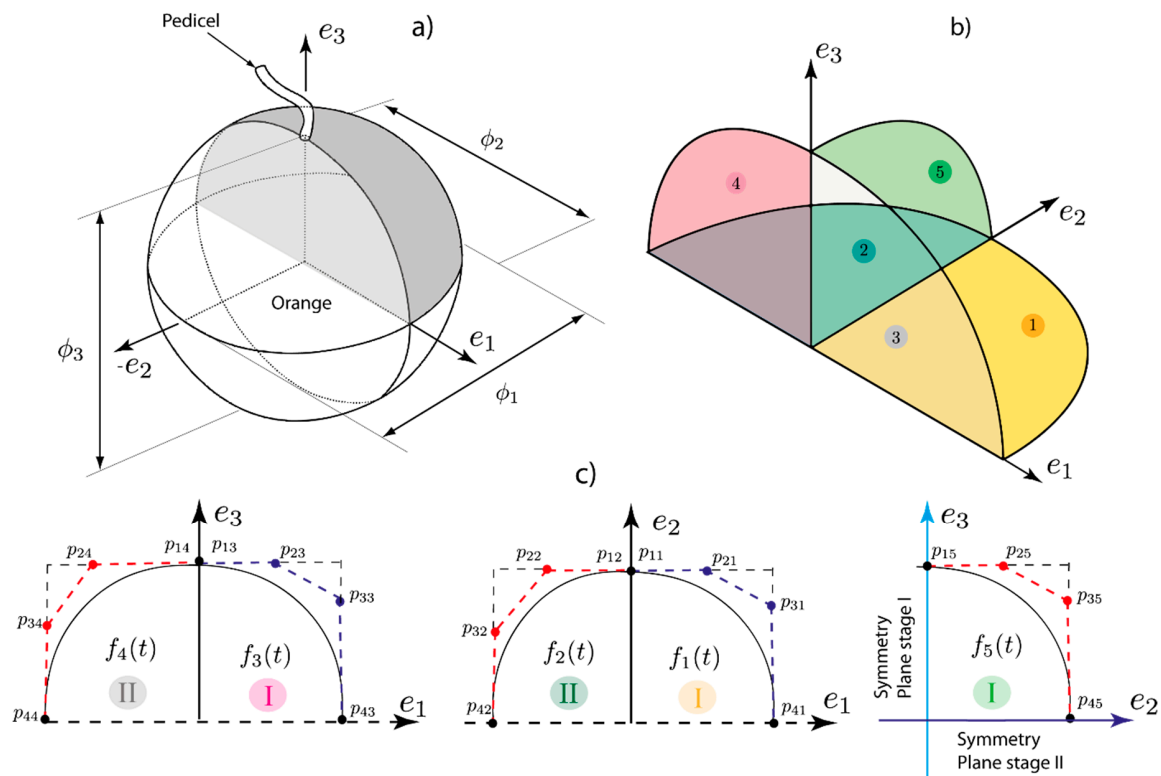 a)
Pedicel
e3
ϕ2
ϕ3
Orange
-e2
e1
ϕ1
b)
e3
4
5
e2
2
3
1
e1
c)
e3
p24
p14
p13
p23
p33
p34
f4(t)
f3(t)
II
I
p44
p43
e1
e2
p22
p12
p11
p21
p31
p32
f2(t)
f1(t)
II
I
p42
p41
e1
e3
p15
p25
p35
Symmetry
Plane stage I
f5(t)
I
p45
e2
Symmetry
Plane stage II